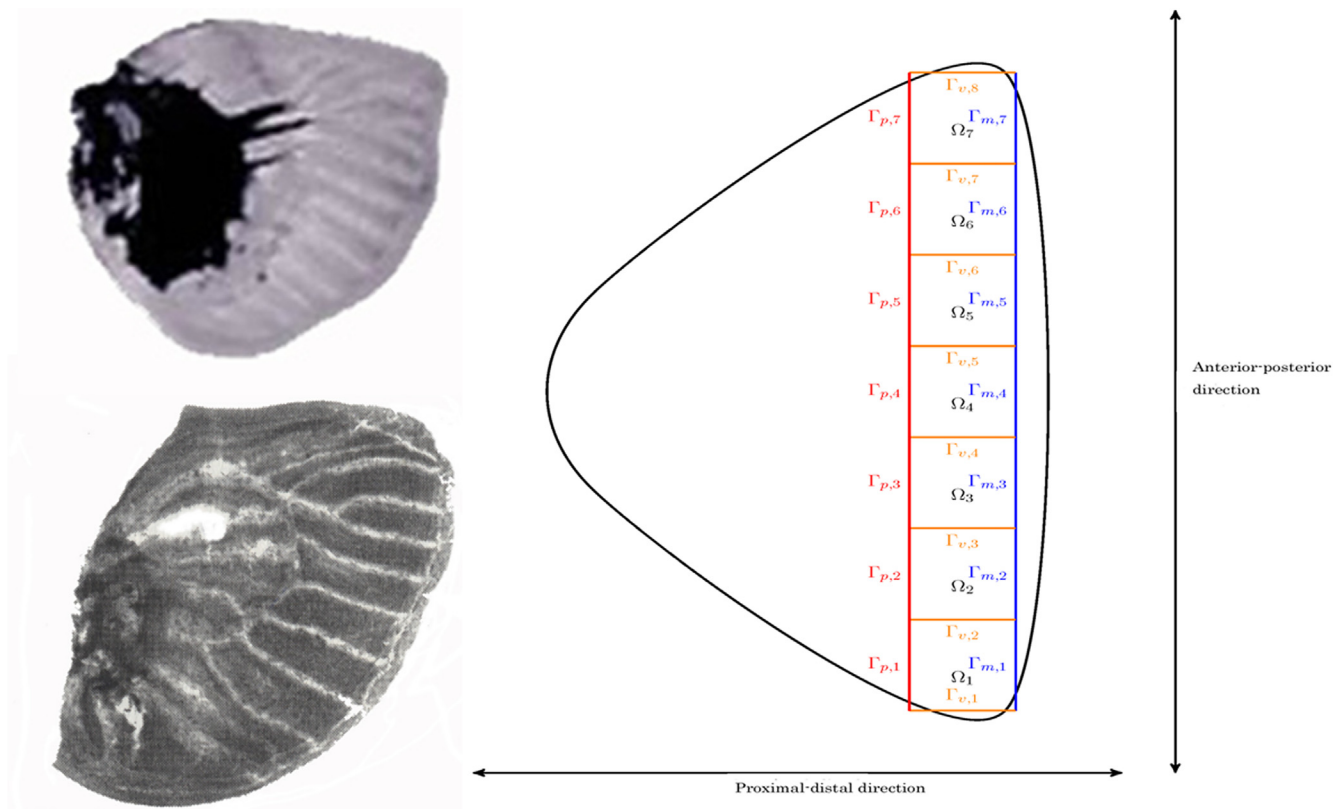 Γv,8
Γp,7 Γm,7
Ω7
Γv,7
Γp,6 Γm,6
Ω6
Γv,6
Γp,5 Γm,5
Ω5
Γv,5
Anterior-posterior
direction
Γp,4 Γm,4
Ω4
Γv,4
Γp,3 Γm,3
Ω3
Γv,3
Γp,2 Γm,2
Ω2
Γv,2
Γp,1 Γm,1
Ω1
Γv,1
Proximal-distal direction